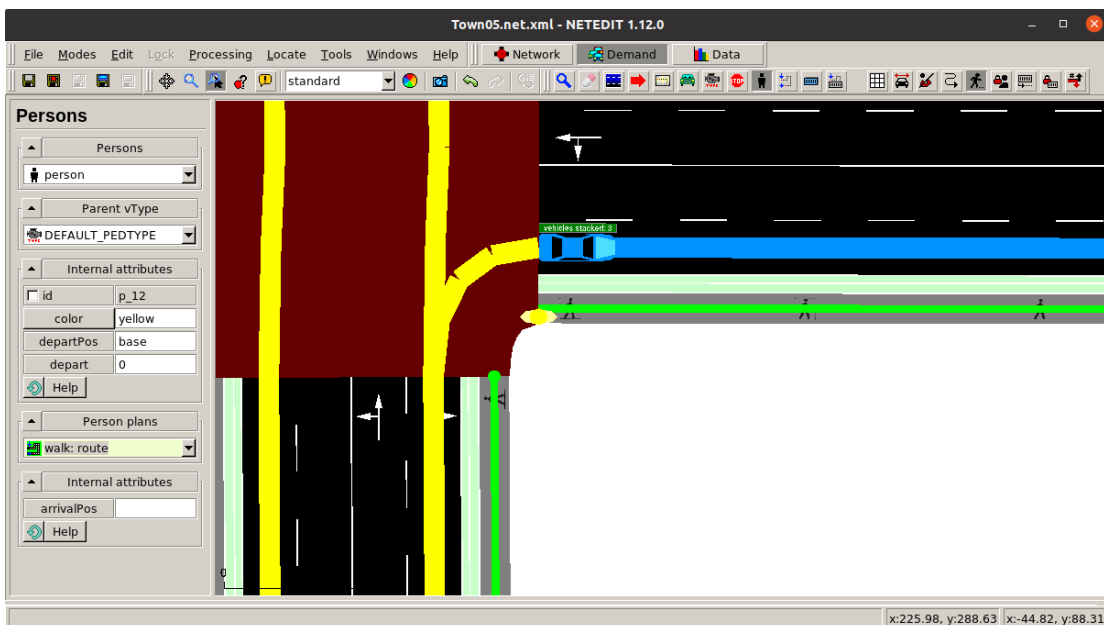 Town05.net.xml - NETEDIT 1.12.0
File Modes Edit Lock Processing Locate Tools Windows Help Network Demand Data
standard
Persons
Persons
person
Parent vType
DEFAULT_PEDTYPE
Internal attributes
id p_12
color yellow
departPos base
depart 0
Help
Person plans
walk: route
Internal attributes
arrivalPos
Help
vehicles stacked: 3
0
x:225.98, y:288.63 x:-44.82, y:88.31